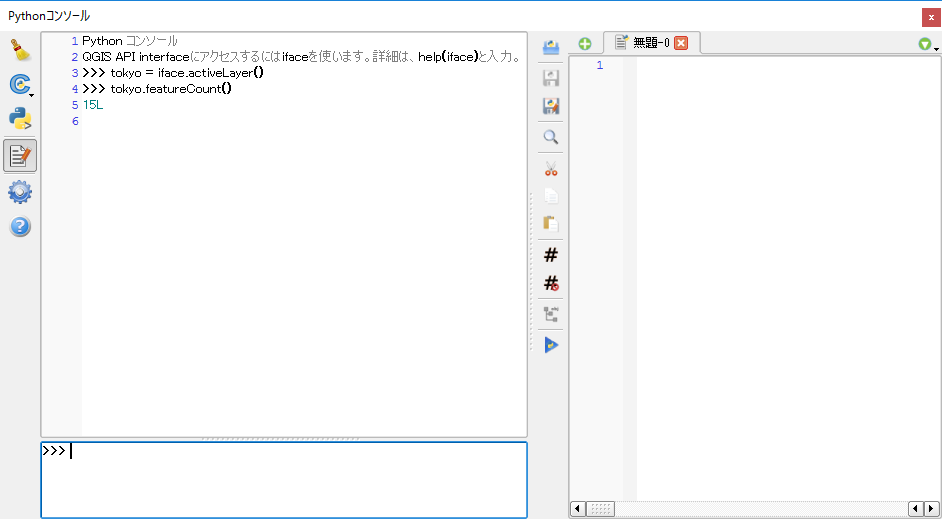 Pythonコンソール
1 Python コンソール
2 QGIS API interfaceにアクセスするにはifaceを使います。詳細は、help(iface)と入力。
3 >>> tokyo = iface.activeLayer()
4 >>> tokyo.featureCount()
5 15L
6
>>>
無題-0
1